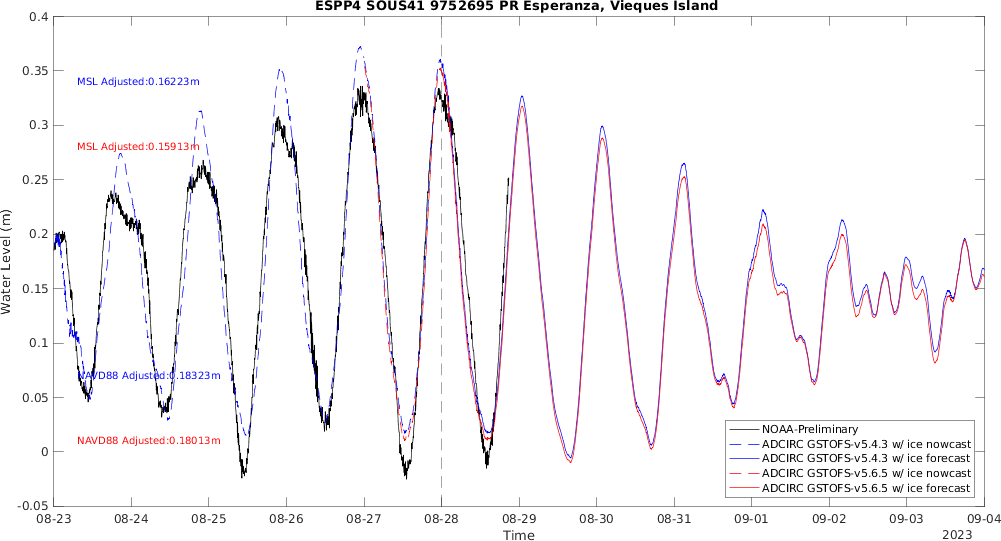 ESPP4 SOUS41 9752695 PR Esperanza, Vieques Island
0.4
0.35
0.3
0.25
0.2
0.15
0.1
0.05
0
-0.05
Water Level (m)
MSL Adjusted:0.16223m
MSL Adjusted:0.15913m
NAVD88 Adjusted:0.18323m
NAVD88 Adjusted:0.18013m
NOAA-Preliminary
ADCIRC GSTOFS-v5.4.3 w/ ice nowcast
ADCIRC GSTOFS-v5.4.3 w/ ice forecast
ADCIRC GSTOFS-v5.6.5 w/ ice nowcast
ADCIRC GSTOFS-v5.6.5 w/ ice forecast
08-23 08-24 08-25 08-26 08-27 08-28 08-29 08-30 08-31 09-01 09-02 09-03 09-04
Time
2023